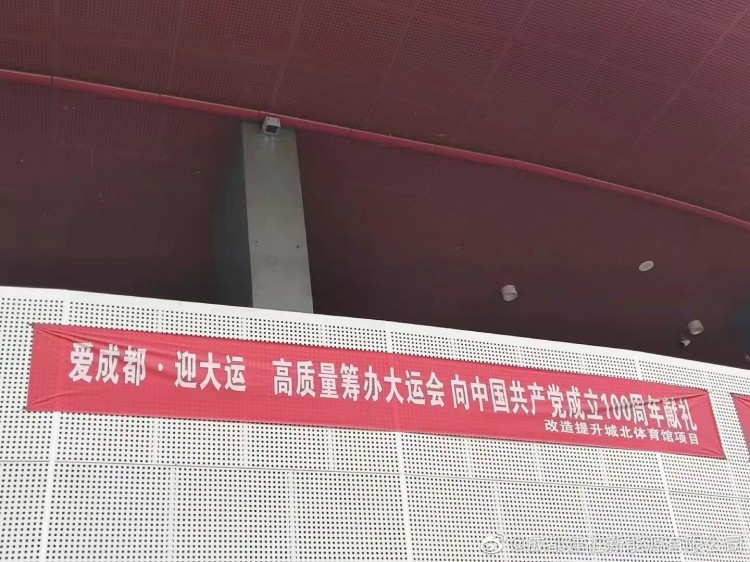 爱成都·迎大运 高质量筹办大运会 向中国共产党成立100周年献礼
改造提升城北体育馆项目